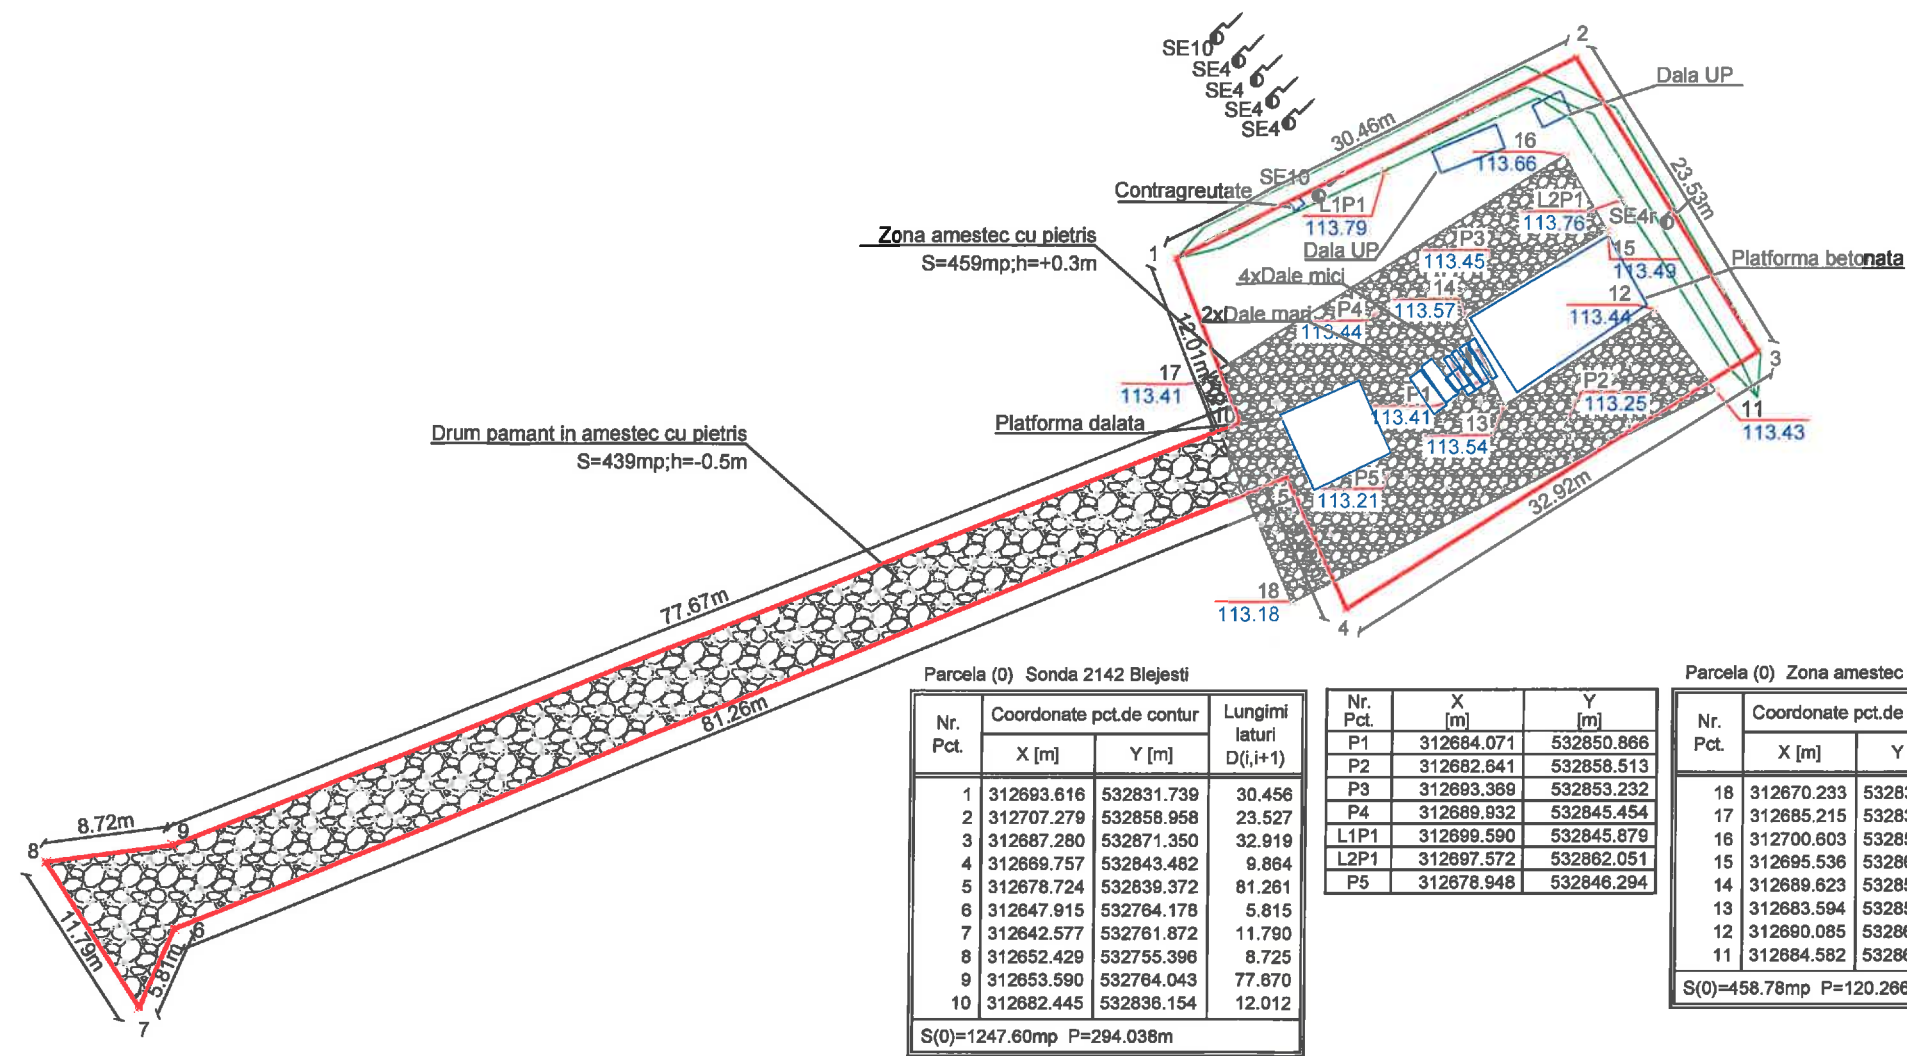 SE10
SE4
SE4
SE4
SE4
2
Dala UP
30.46m
23.53m
16
113.66
SE10
Contragreutate
L1P1
113.79
L2P1
113.76
SE4r
Zona amestec cu pietris
S=459mp;h=+0.3m
1
Dala UP
P3
113.45
15
113.49
Platforma betonata
4xDale mici
14
113.57
12
113.44
2xDale mari
P4
113.44
12.01m
17
113.41
3
P1
113.41
P2
113.25
11
113.43
Platforma dalata
13
113.54
Drum pamant in amestec cu pietris
S=439mp;h=-0.5m
P5
113.21
5
32.92m
77.67m
18
113.18
4
81.26m
8.72m
9
8
6
11.79m
5.81m
7
Parcela (0) Sonda 2142 Blejesti
Nr. Pct. Coordonate pct.de contur Lungimi laturi D(i,i+1)
X [m] Y [m]
1 312693.616 532831.739 30.456
2 312707.279 532858.958 23.527
3 312687.280 532871.350 32.919
4 312669.757 532843.482 9.864
5 312678.724 532839.372 81.261
6 312647.915 532764.178 5.815
7 312642.577 532761.872 11.790
8 312652.429 532755.396 8.725
9 312653.590 532764.043 77.670
10 312682.445 532836.154 12.012
S(0)=1247.60mp P=294.038m
Nr. Pct. X [m] Y [m]
P1 312684.071 532850.866
P2 312682.641 532858.513
P3 312693.369 532853.232
P4 312689.932 532845.454
L1P1 312699.590 532845.879
L2P1 312697.572 532862.051
P5 312678.948 532846.294
Parcela (0) Zona amestec
Nr. Pct. Coordonate pct.de
X [m] Y
18 312670.233
17 312685.215
16 312700.603
15 312695.536
14 312689.623
13 312683.594
12 312690.085
11 312684.582
S(0)=458.78mp P=120.266